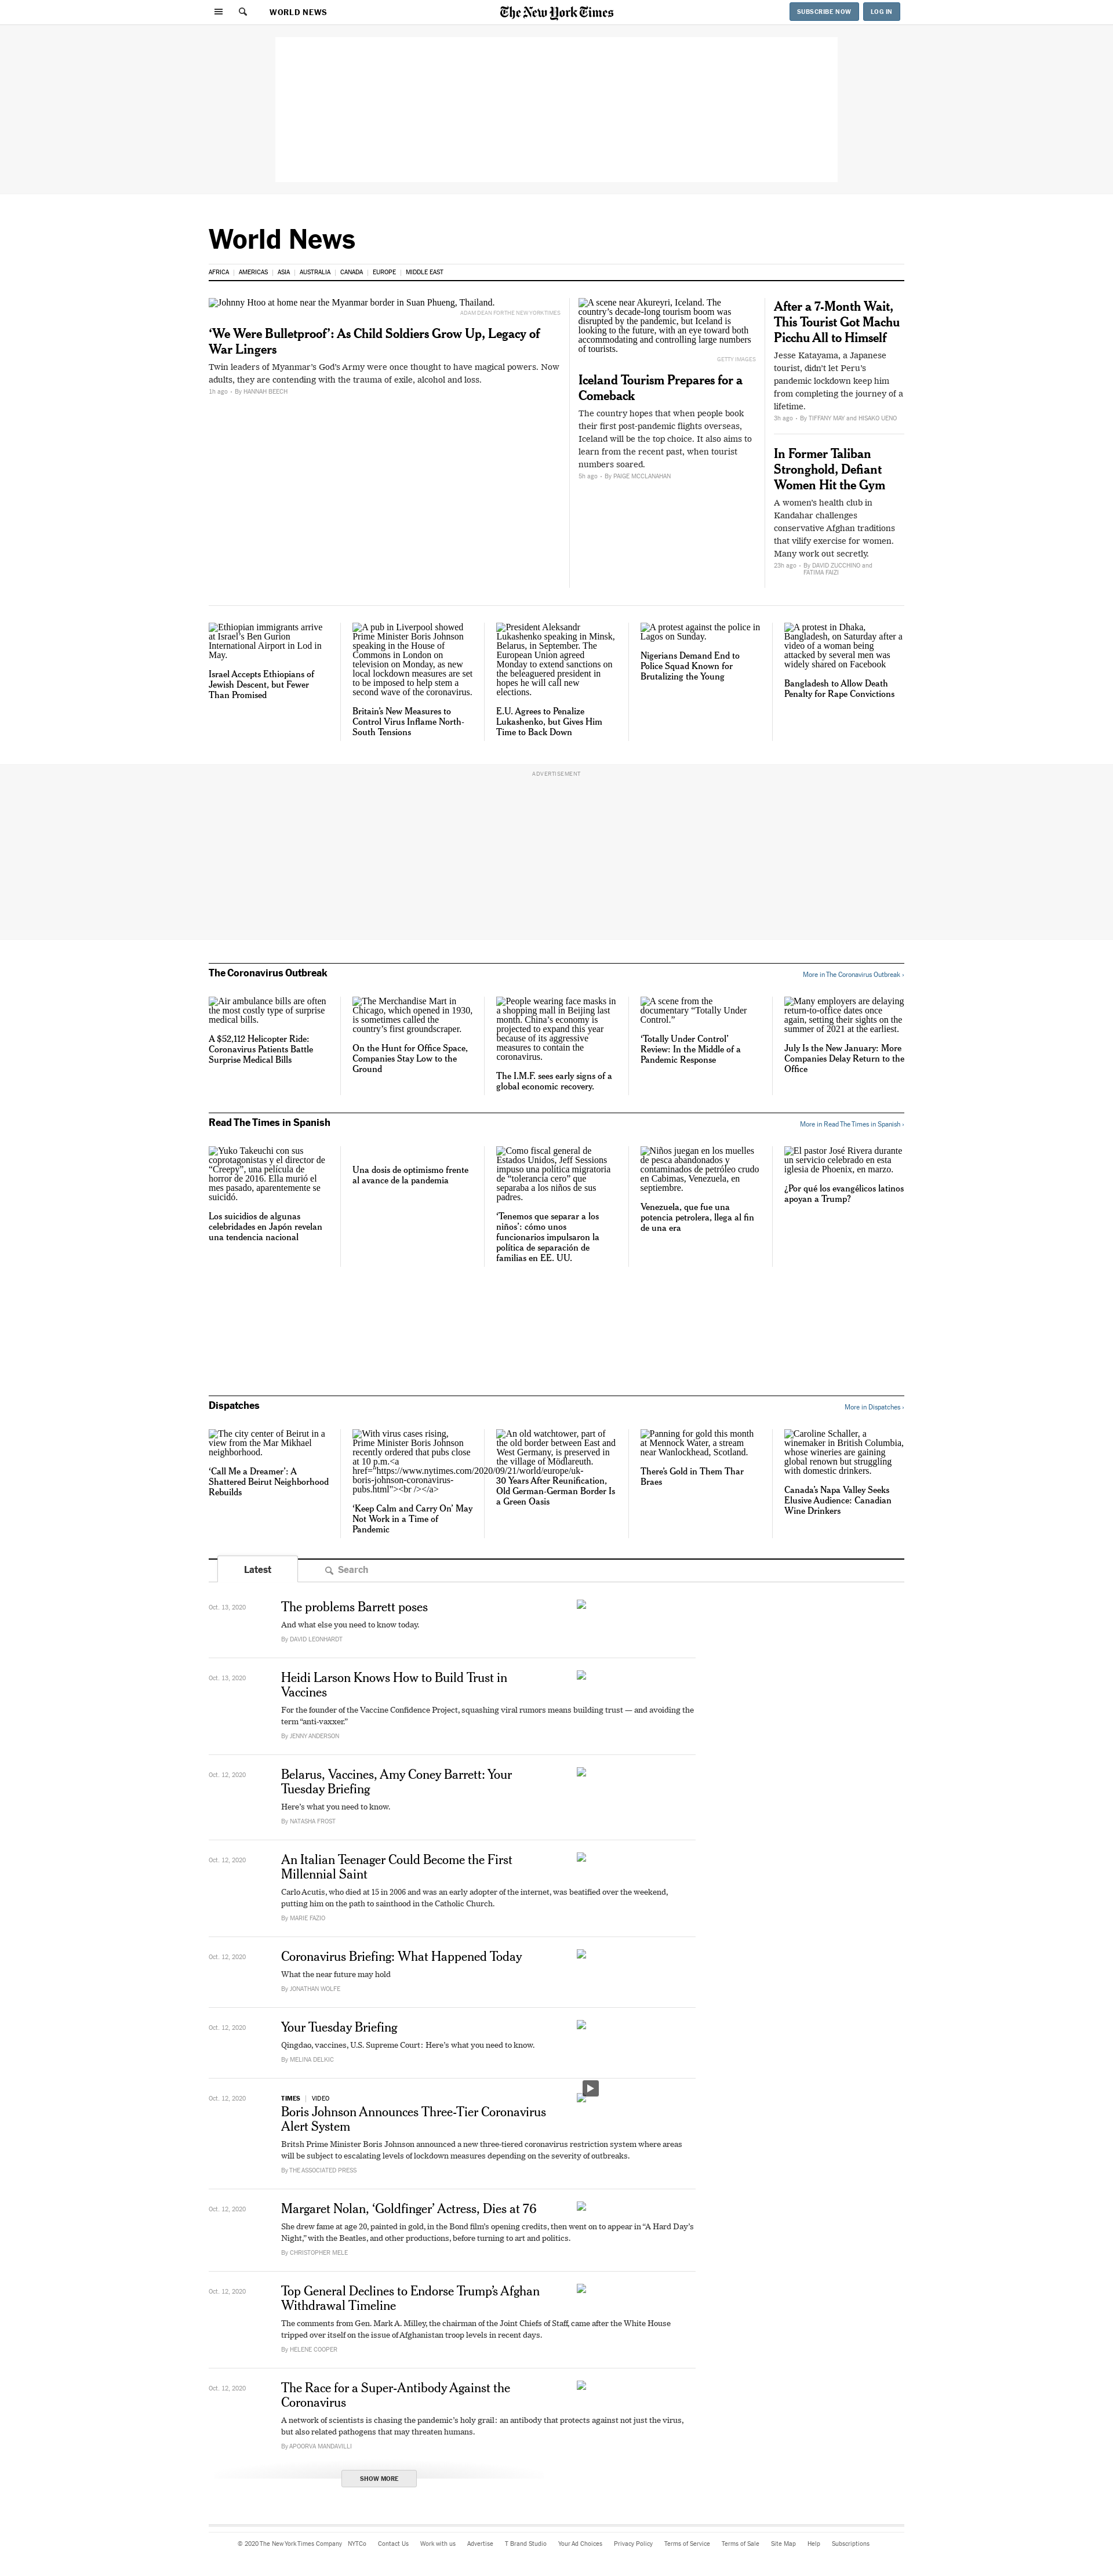 WORLD NEWS
The New York Times
SUBSCRIBE NOW
LOG IN
World News
AFRICA | AMERICAS | ASIA | AUSTRALIA | CANADA | EUROPE | MIDDLE EAST
Johnny Htoo at home near the Myanmar border in Suan Phueng, Thailand.
ADAM DEAN FOR THE NEW YORK TIMES
‘We Were Bulletproof’: As Child Soldiers Grow Up, Legacy of
War Lingers
Twin leaders of Myanmar’s God’s Army were once thought to have magical powers. Now
adults, they are contending with the trauma of exile, alcohol and loss.
1h ago - By HANNAH BEECH
A scene near Akureyri, Iceland. The
country’s decade-long tourism boom was
disrupted by the pandemic, but Iceland is
looking to the future, with an eye toward both
accommodating and controlling large numbers
of tourists.
GETTY IMAGES
Iceland Tourism Prepares for a
Comeback
The country hopes that when people book
their first post-pandemic flights overseas,
Iceland will be the top choice. It also aims to
learn from the recent past, when tourist
numbers soared.
5h ago - By PAIGE MCCLANAHAN
After a 7-Month Wait,
This Tourist Got Machu
Picchu All to Himself
Jesse Katayama, a Japanese
tourist, didn’t let Peru’s
pandemic lockdown keep him
from completing the journey of a
lifetime.
3h ago - By TIFFANY MAY and HISAKO UENO
In Former Taliban
Stronghold, Defiant
Women Hit the Gym
A women’s health club in
Kandahar challenges
conservative Afghan traditions
that vilify exercise for women.
Many work out secretly.
23h ago - By DAVID ZUCCHINO and
FATIMA FAIZI
Ethiopian immigrants arrive
at Israel’s Ben Gurion
International Airport in Lod in
May.
Israel Accepts Ethiopians of
Jewish Descent, but Fewer
Than Promised
A pub in Liverpool showed
Prime Minister Boris Johnson
speaking in the House of
Commons in London on
television on Monday, as new
local lockdown measures are set
to be imposed to help stem a
second wave of the coronavirus.
Britain’s New Measures to
Control Virus Inflame North-
South Tensions
President Aleksandr
Lukashenko speaking in Minsk,
Belarus, in September. The
European Union agreed
Monday to extend sanctions on
the beleaguered president in
hopes he will call new
elections.
E.U. Agrees to Penalize
Lukashenko, but Gives Him
Time to Back Down
A protest against the police in
Lagos on Sunday.
Nigerians Demand End to
Police Squad Known for
Brutalizing the Young
A protest in Dhaka,
Bangladesh, on Saturday after a
video of a woman being
attacked by several men was
widely shared on Facebook
Bangladesh to Allow Death
Penalty for Rape Convictions
ADVERTISEMENT
The Coronavirus Outbreak
More in The Coronavirus Outbreak ›
Air ambulance bills are often
the most costly type of surprise
medical bills.
A $52,112 Helicopter Ride:
Coronavirus Patients Battle
Surprise Medical Bills
The Merchandise Mart in
Chicago, which opened in 1930,
is sometimes called the
country’s first groundscraper.
On the Hunt for Office Space,
Companies Stay Low to the
Ground
People wearing face masks in
a shopping mall in Beijing last
month. China’s economy is
projected to expand this year
because of its aggressive
measures to contain the
coronavirus.
The I.M.F. sees early signs of a
global economic recovery.
A scene from the
documentary “Totally Under
Control.”
‘Totally Under Control’
Review: In the Middle of a
Pandemic Response
Many employers are delaying
return-to-office dates once
again, setting their sights on the
summer of 2021 at the earliest.
July Is the New January: More
Companies Delay Return to the
Office
Read The Times in Spanish
More in Read The Times in Spanish ›
Yuko Takeuchi con sus
coprotagonistas y el director de
“Creepy”, una película de
horror de 2016. Ella murió el
mes pasado, aparentemente se
suicidó.
Los suicidios de algunas
celebridades en Japón revelan
una tendencia nacional
Una dosis de optimismo frente
al avance de la pandemia
Como fiscal general de
Estados Unidos, Jeff Sessions
impuso una política migratoria
de "tolerancia cero" que
separaba a los niños de sus
padres.
‘Tenemos que separar a los
niños’: cómo unos
funcionarios impulsaron la
política de separación de
familias en EE. UU.
Niños juegan en los muelles
de pesca abandonados y
contaminados de petróleo crudo
en Cabimas, Venezuela, en
septiembre.
Venezuela, que fue una
potencia petrolera, llega al fin
de una era
El pastor José Rivera durante
un servicio celebrado en esta
iglesia de Phoenix, en marzo.
¿Por qué los evangélicos latinos
apoyan a Trump?
Dispatches
More in Dispatches ›
The city center of Beirut in a
view from the Mar Mikhael
neighborhood.
‘Call Me a Dreamer’: A
Shattered Beirut Neighborhood
Rebuilds
With virus cases rising,
Prime Minister Boris Johnson
recently ordered that pubs close
at 10 p.m.<a
href="https://www.nytimes.com/2020/09/21/world/europe/uk-
boris-johnson-coronavirus-
pubs.html"><br /></a>
‘Keep Calm and Carry On’ May
Not Work in a Time of
Pandemic
An old watchtower, part of
the old border between East and
West Germany, is preserved in
the village of Mödlareuth.
30 Years After Reunification,
Old German-German Border Is
a Green Oasis
Panning for gold this month
at Mennock Water, a stream
near Wanlockhead, Scotland.
There’s Gold in Them Thar
Braes
Caroline Schaller, a
winemaker in British Columbia,
whose wineries are gaining
global renown but struggling
with domestic drinkers.
Canada’s Napa Valley Seeks
Elusive Audience: Canadian
Wine Drinkers
Latest
Search
Oct. 13, 2020
The problems Barrett poses
And what else you need to know today.
By DAVID LEONHARDT
Oct. 13, 2020
Heidi Larson Knows How to Build Trust in
Vaccines
For the founder of the Vaccine Confidence Project, squashing viral rumors means building trust — and avoiding the
term “anti-vaxxer.”
By JENNY ANDERSON
Oct. 12, 2020
Belarus, Vaccines, Amy Coney Barrett: Your
Tuesday Briefing
Here’s what you need to know.
By NATASHA FROST
Oct. 12, 2020
An Italian Teenager Could Become the First
Millennial Saint
Carlo Acutis, who died at 15 in 2006 and was an early adopter of the internet, was beatified over the weekend,
putting him on the path to sainthood in the Catholic Church.
By MARIE FAZIO
Oct. 12, 2020
Coronavirus Briefing: What Happened Today
What the near future may hold
By JONATHAN WOLFE
Oct. 12, 2020
Your Tuesday Briefing
Qingdao, vaccines, U.S. Supreme Court: Here’s what you need to know.
By MELINA DELKIC
Oct. 12, 2020
TIMES | VIDEO
Boris Johnson Announces Three-Tier Coronavirus
Alert System
Britsh Prime Minister Boris Johnson announced a new three-tiered coronavirus restriction system where areas
will be subject to escalating levels of lockdown measures depending on the severity of outbreaks.
By THE ASSOCIATED PRESS
Oct. 12, 2020
Margaret Nolan, ‘Goldfinger’ Actress, Dies at 76
She drew fame at age 20, painted in gold, in the Bond film’s opening credits, then went on to appear in “A Hard Day’s
Night,” with the Beatles, and other productions, before turning to art and politics.
By CHRISTOPHER MELE
Oct. 12, 2020
Top General Declines to Endorse Trump’s Afghan
Withdrawal Timeline
The comments from Gen. Mark A. Milley, the chairman of the Joint Chiefs of Staff, came after the White House
tripped over itself on the issue of Afghanistan troop levels in recent days.
By HELENE COOPER
Oct. 12, 2020
The Race for a Super-Antibody Against the
Coronavirus
A network of scientists is chasing the pandemic’s holy grail: an antibody that protects against not just the virus,
but also related pathogens that may threaten humans.
By APOORVA MANDAVILLI
SHOW MORE
© 2020 The New York Times Company NYTCo Contact Us Work with us Advertise T Brand Studio Your Ad Choices Privacy Policy Terms of Service Terms of Sale Site Map Help Subscriptions